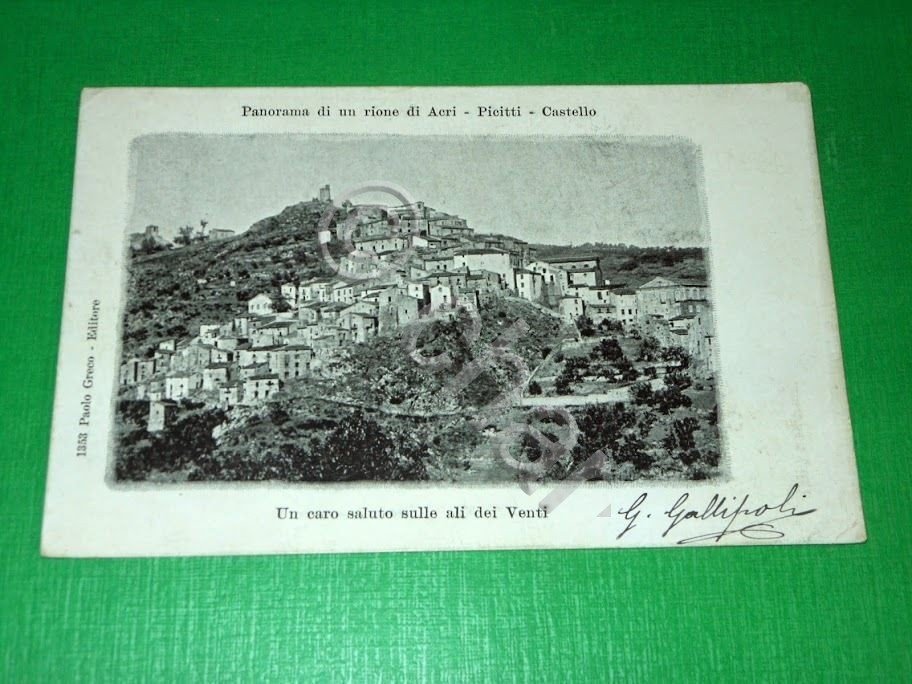 Panorama di un rione di Acri - Picitti - Castello
1353 Paolo Greco - Editore
Un caro saluto sulle ali dei Venti
G. Gallipoli